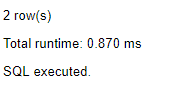 2 row(s)
Total runtime: 0.870 ms
SQL executed.